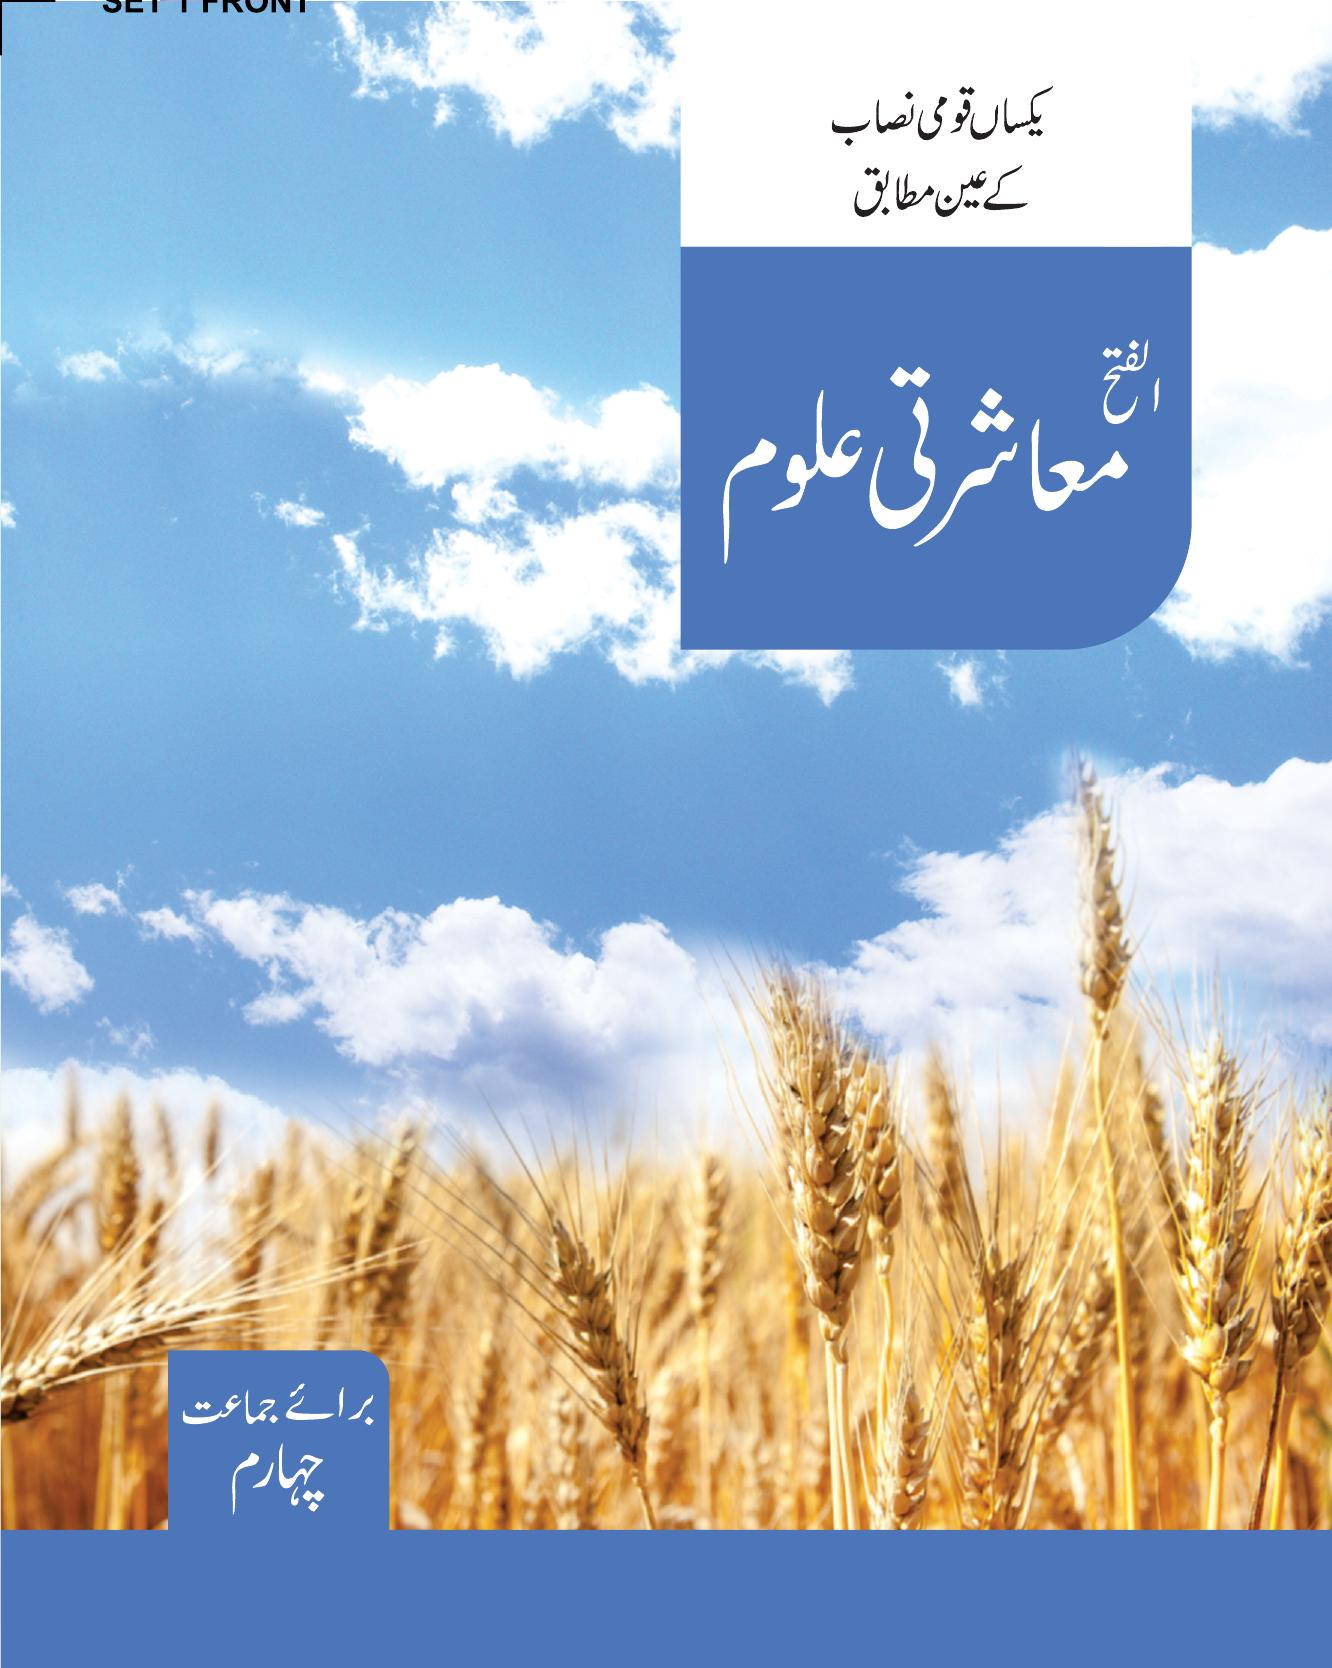 SET 1 FRONT
یکساں قومی نصاب
کے عین مطابق
الفتح
معاشرتی علوم
برائے جماعت
چہارم